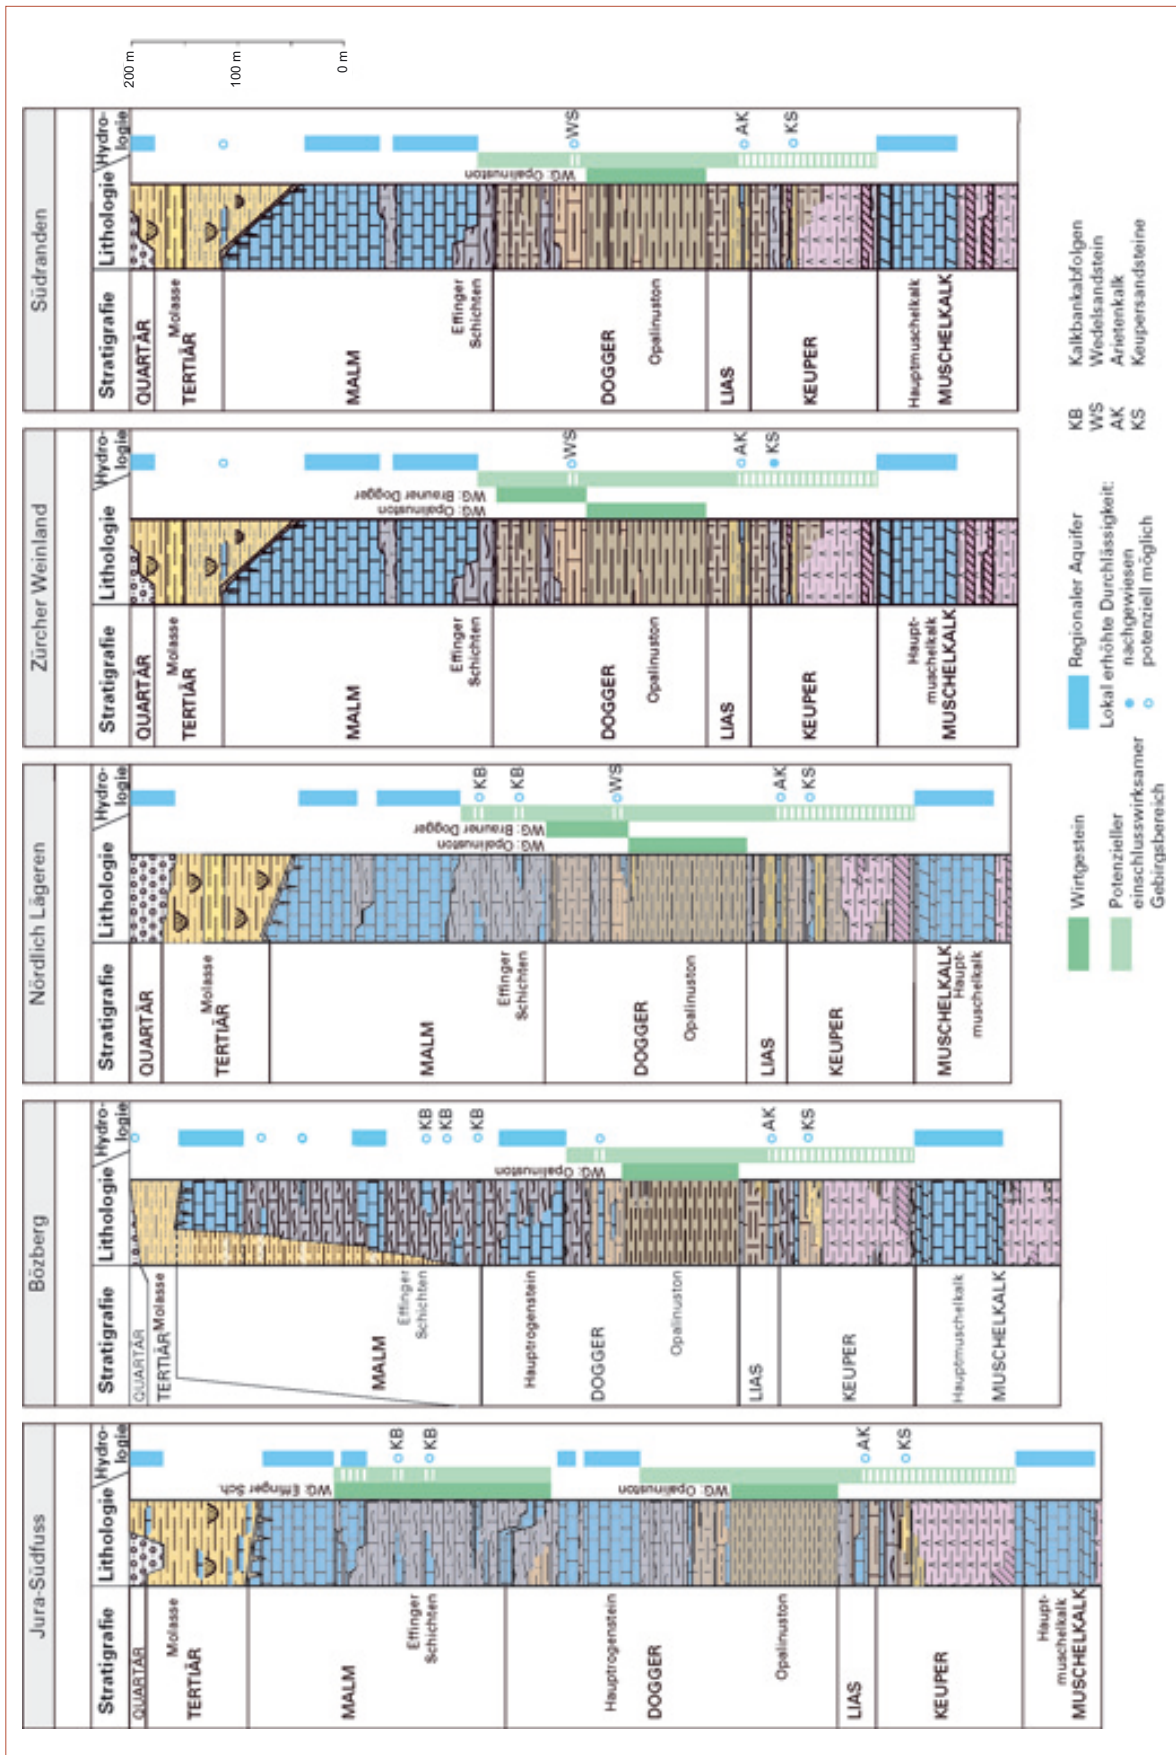 Jura-Südfuss
Stratigrafie
Lithologie
Hydro-
logie
QUARTÄR
Molasse
TERTIÄR
MALM
Effinger
Schichten
Hauptrogenstein
DOGGER
Opalinuston
LIAS
KEUPER
Haupt-
muschelkalk
MUSCHELKALK
WG: Effinger Sch.
WG: Opalinuston
KB
KB
AK
KS
Bözberg
Stratigrafie
Lithologie
Hydro-
logie
QUARTÄR
TERTIÄR
Molasse
MALM
Effinger
Schichten
Hauptrogenstein
DOGGER
Opalinuston
LIAS
KEUPER
Hauptmuschelkalk
MUSCHELKALK
WG: Opalinuston
KB
KB
KB
AK
KS
Nördlich Lägeren
Stratigrafie
Lithologie
Hydro-
logie
QUARTÄR
Molasse
TERTIÄR
MALM
Effinger
Schichten
DOGGER
Opalinuston
LIAS
KEUPER
MUSCHELKALK
Haupt-
muschelkalk
WG: Opalinuston
WG: Brauner Dogger
KB
KB
WS
AK
KS
Zürcher Weinland
Stratigrafie
Lithologie
Hydro-
logie
QUARTÄR
Molasse
TERTIÄR
MALM
Effinger
Schichten
DOGGER
Opalinuston
LIAS
KEUPER
Haupt-
muschelkalk
MUSCHELKALK
WG: Opalinuston
WG: Brauner Dogger
WS
AK
KS
Südranden
Stratigrafie
Lithologie
Hydro-
logie
QUARTÄR
Molasse
TERTIÄR
MALM
Effinger
Schichten
DOGGER
Opalinuston
LIAS
KEUPER
Hauptmuschelkalk
MUSCHELKALK
WG: Opalinuston
WS
AK
KS
200 m
100 m
0 m
Wirtgestein
Potenzieller
einschlusswirksamer
Gebirgsbereich
Regionaler Aquifer
Lokal erhöhte Durchlässigkeit:
nachgewiesen
potenziell möglich
KB Kalkbankabfolgen
WS Wedelsandstein
AK Arietenkalk
KS Keupersandsteine